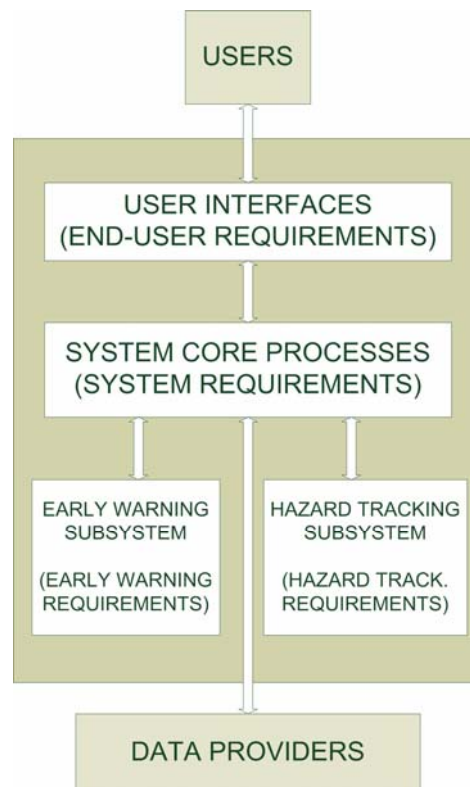 USERS
USER INTERFACES
(END-USER REQUIREMENTS)
SYSTEM CORE PROCESSES
(SYSTEM REQUIREMENTS)
EARLY WARNING
SUBSYSTEM
(EARLY WARNING
REQUIREMENTS)
HAZARD TRACKING
SUBSYSTEM
(HAZARD TRACK.
REQUIREMENTS)
DATA PROVIDERS